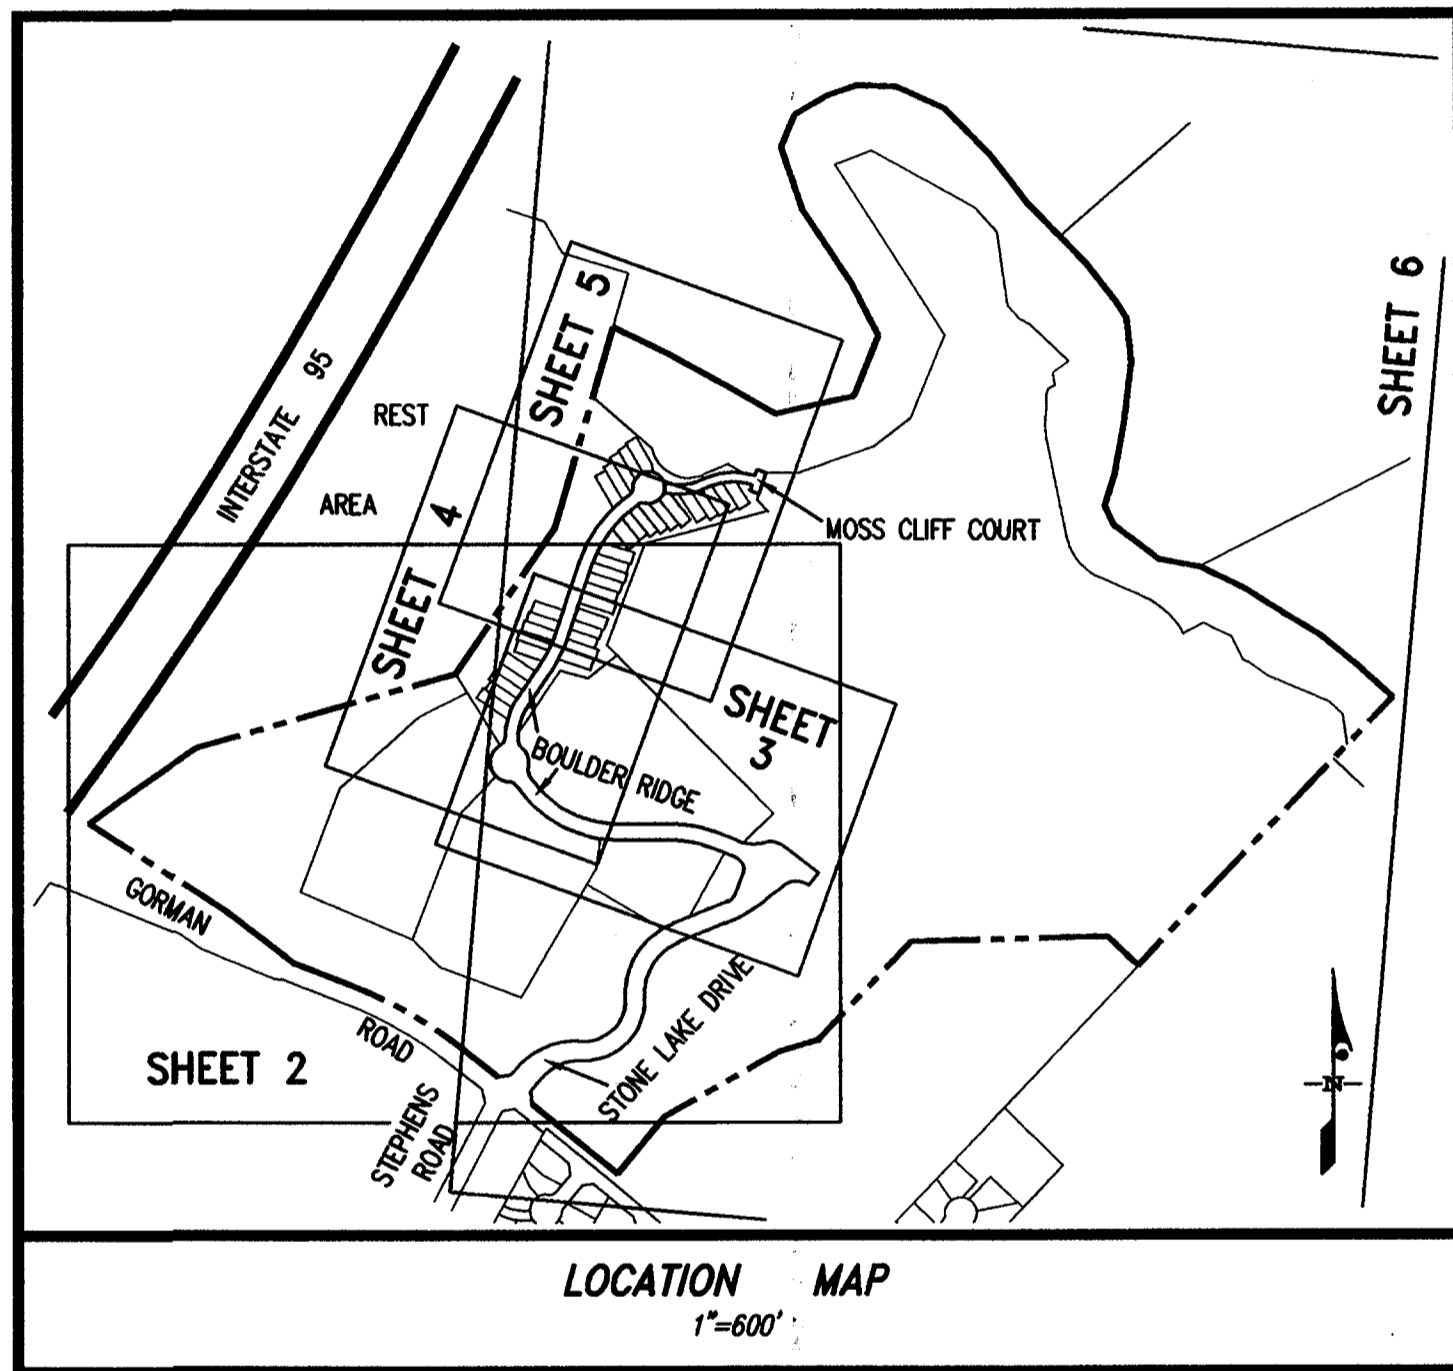 SHEET 5
SHEET 6
INTERSTATE 95
REST
AREA
SHEET 4
MOSS CLIFF COURT
SHEET
3
BOULDER RIDGE
GORMAN
ROAD
SHEET 2
STONE LAKE DRIVE
STEPHENS
ROAD
N
LOCATION MAP
1"=600'